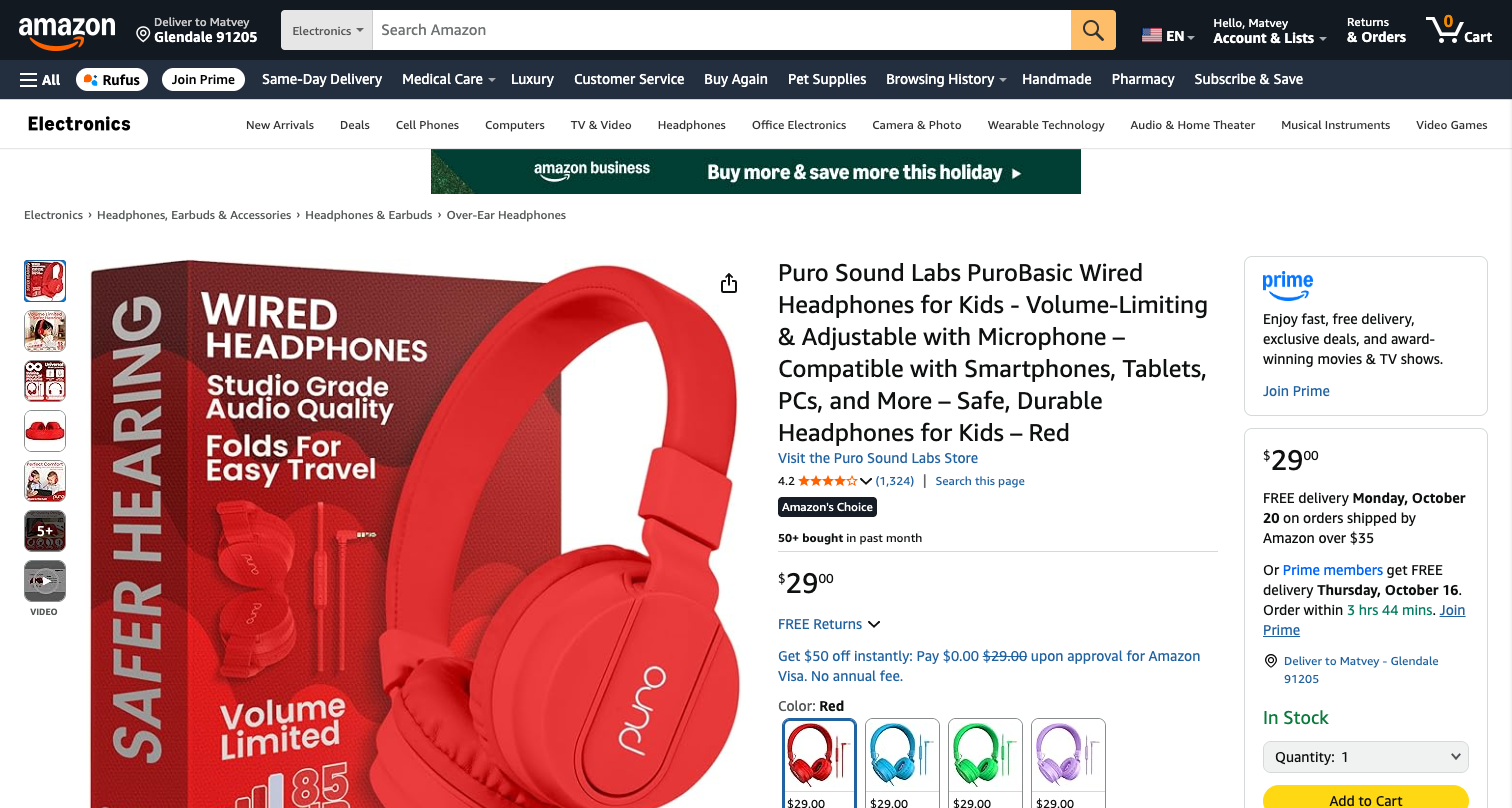 amazon
Deliver to Matvey
Glendale 91205
Electronics
Search Amazon
EN
Hello, Matvey
Account & Lists
Returns
& Orders
0
Cart
All
Rufus
Join Prime
Same-Day Delivery
Medical Care
Luxury
Customer Service
Buy Again
Pet Supplies
Browsing History
Handmade
Pharmacy
Subscribe & Save
Electronics
New Arrivals
Deals
Cell Phones
Computers
TV & Video
Headphones
Office Electronics
Camera & Photo
Wearable Technology
Audio & Home Theater
Musical Instruments
Video Games
amazon business
Buy more & save more this holiday
Electronics › Headphones, Earbuds & Accessories › Headphones & Earbuds › Over-Ear Headphones
5+
VIDEO
SAFER HEARING
WIRED
HEADPHONES
Studio Grade
Audio Quality
Folds For
Easy Travel
puro
Volume
Limited
85
Puro Sound Labs PuroBasic Wired
Headphones for Kids - Volume-Limiting
& Adjustable with Microphone –
Compatible with Smartphones, Tablets,
PCs, and More – Safe, Durable
Headphones for Kids – Red
Visit the Puro Sound Labs Store
4.2 (1,324) | Search this page
Amazon's Choice
50+ bought in past month
$2900
FREE Returns
Get $50 off instantly: Pay $0.00 $29.00 upon approval for Amazon
Visa. No annual fee.
Color: Red
$29.00
$29.00
$29.00
$29.00
prime
Enjoy fast, free delivery,
exclusive deals, and award-
winning movies & TV shows.
Join Prime
$2900
FREE delivery Monday, October
20 on orders shipped by
Amazon over $35
Or Prime members get FREE
delivery Thursday, October 16.
Order within 3 hrs 44 mins. Join
Prime
Deliver to Matvey - Glendale
91205
In Stock
Quantity: 1
Add to Cart